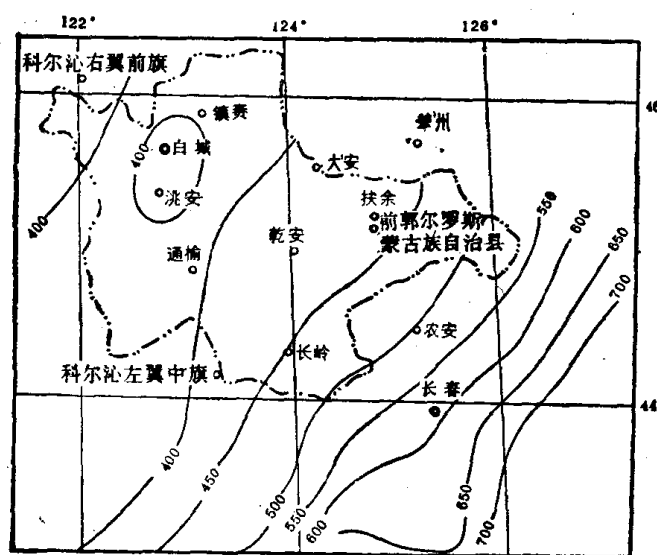 122°
124°
126°
科尔沁右翼前旗
46
镇赉
肇州
400
白城
大安
洮安
扶余
550
600
前郭尔罗斯
蒙古族自治县
400
650
乾安
通榆
700
农安
长岭
科尔沁左翼中旗
长春
44
400
450
500
550
600
650
700